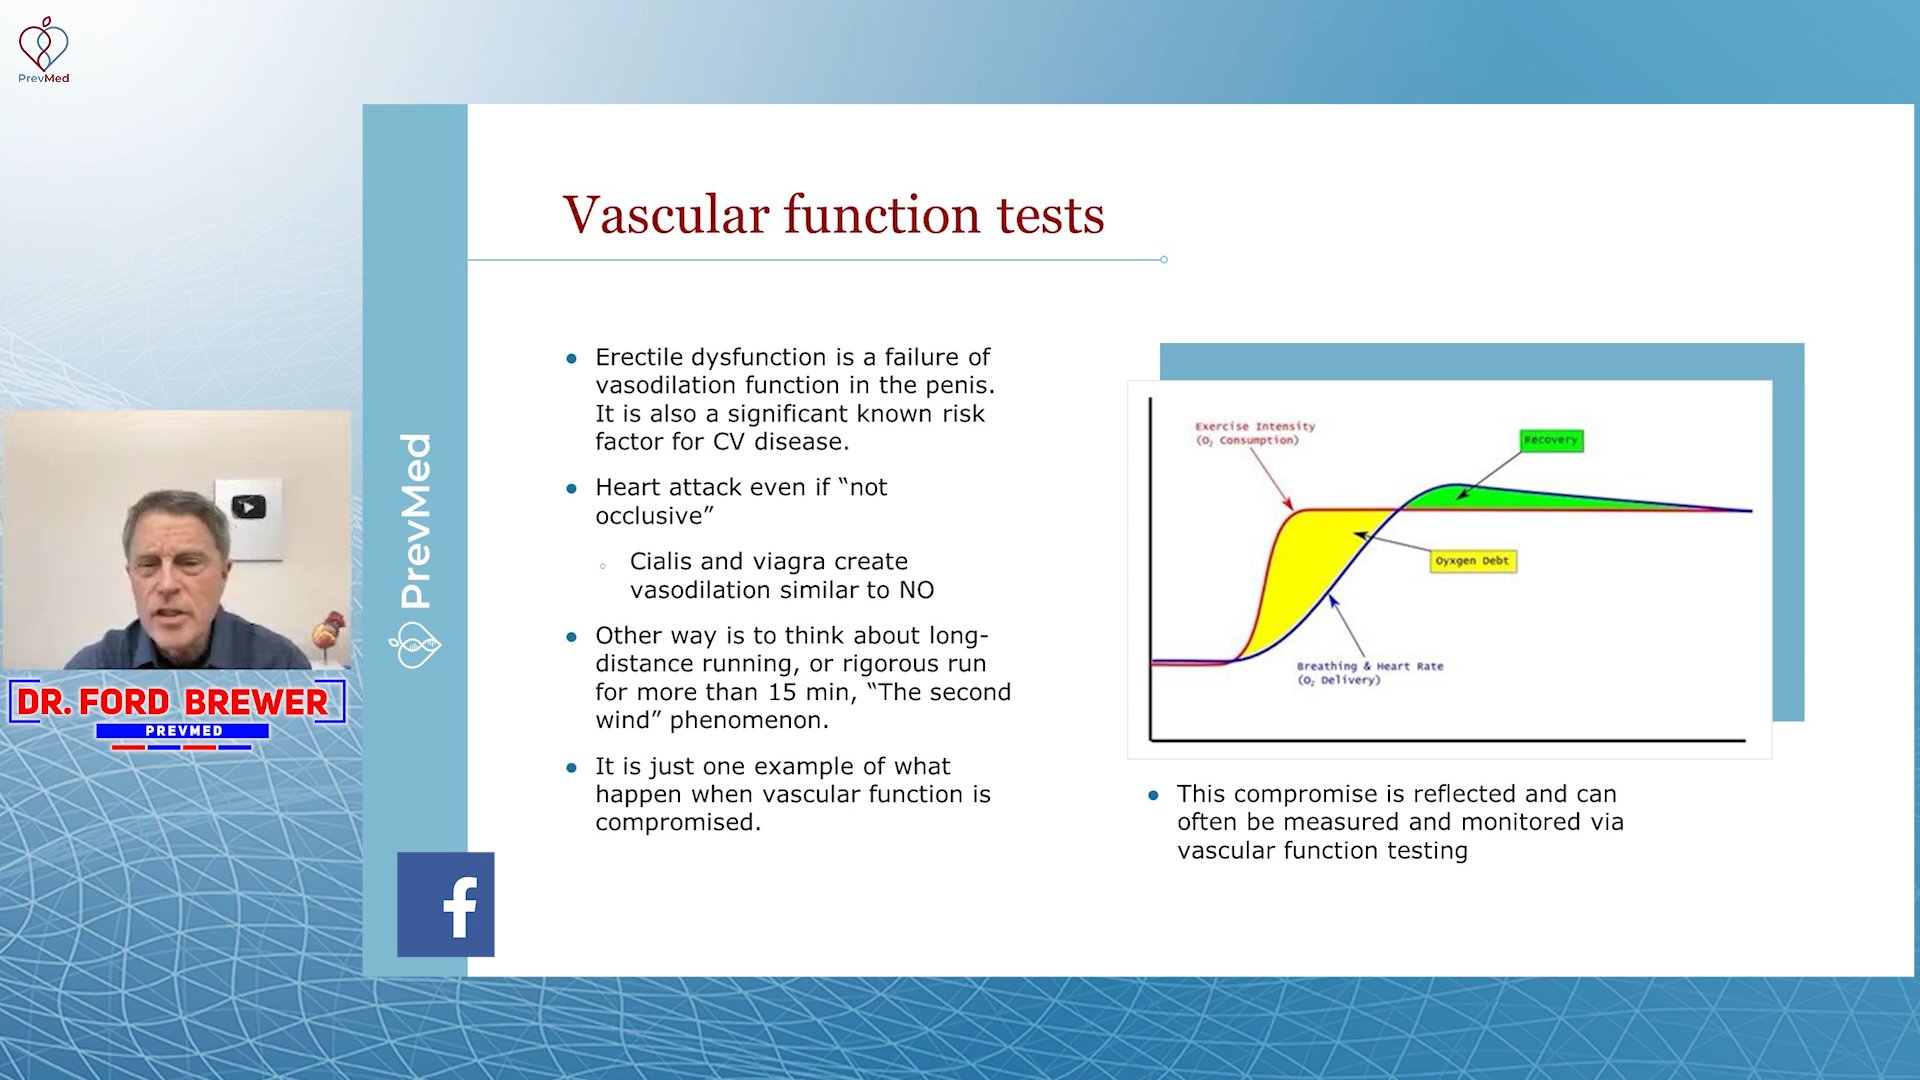 PrevMed
Vascular function tests
● Erectile dysfunction is a failure of
vasodilation function in the penis.
It is also a significant known risk
factor for CV disease.
● Heart attack even if “not
occlusive”
○ Cialis and viagra create
vasodilation similar to NO
● Other way is to think about long-
distance running, or rigorous run
for more than 15 min, “The second
wind” phenomenon.
● It is just one example of what
happen when vascular function is
compromised.
Exercise Intensity
(O₂ Consumption)
Recovery
Oyxgen Debt
Breathing & Heart Rate
(O₂ Delivery)
● This compromise is reflected and can
often be measured and monitored via
vascular function testing
PrevMed
DR. FORD BREWER
PREVMED
f